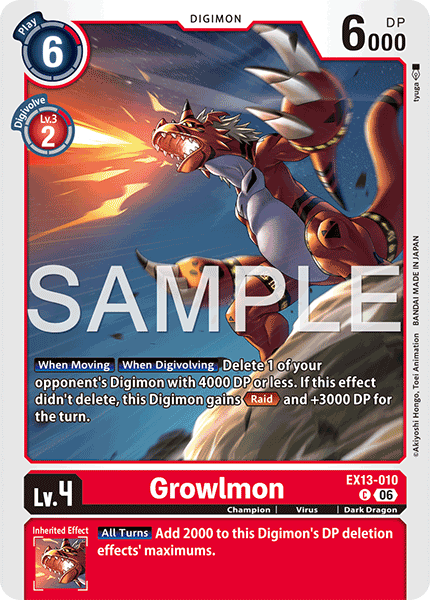 DIGIMON
Play
6
6000
DP
Digivolve
Lv.3
2
tyuga
SAMPLE
When Moving When Digivolving Delete 1 of your
opponent's Digimon with 4000 DP or less. If this effect
didn't delete, this Digimon gains Raid and +3000 DP for
the turn.
©Akiyoshi Hongo, Toei Animation BANDAI MADE IN JAPAN
Lv.4
Growlmon
EX13-010
C 06
Champion | Virus | Dark Dragon
Inherited Effect
All Turns Add 2000 to this Digimon's DP deletion
effects' maximums.